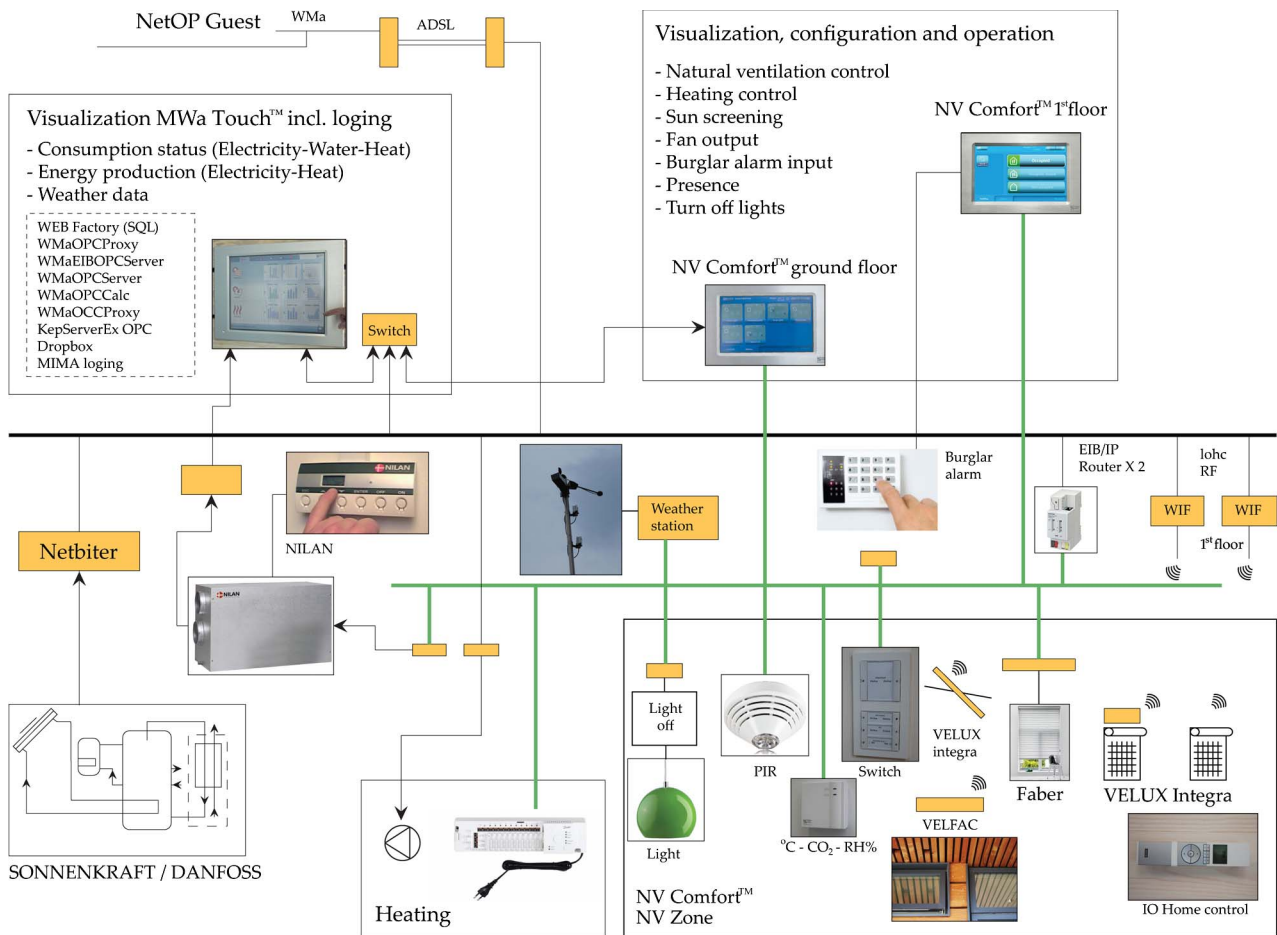 NetOP Guest
WMa
ADSL
Visualization MWa Touch™ incl. loging
- Consumption status (Electricity-Water-Heat)
- Energy production (Electricity-Heat)
- Weather data
WEB Factory (SQL)
WMaOPCProxy
WMaEIBOPCServer
WMaOPCServer
WMaOPCCalc
WMaOCCProxy
KepServerEx OPC
Dropbox
MIMA loging
Switch
Visualization, configuration and operation
- Natural ventilation control
- Heating control
- Sun screening
- Fan output
- Burglar alarm input
- Presence
- Turn off lights
NV Comfort™ 1st floor
NV Comfort™ ground floor
Netbiter
NILAN
NILAN
NILAN
Weather
station
Burglar
alarm
EIB/IP
Router X 2
lohc
RF
WIF
WIF
1st floor
SONNENKRAFT / DANFOSS
Heating
Light
off
Light
PIR
°C - CO₂ - RH%
Switch
VELUX
integra
VELFAC
Faber
VELUX Integra
IO Home control
NV Comfort™
NV Zone